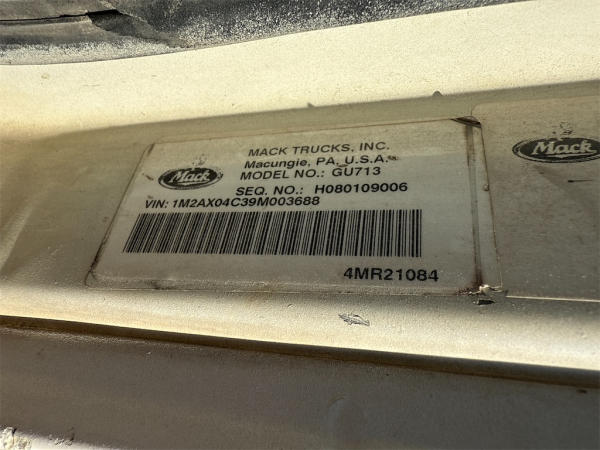 MACK TRUCKS, INC.
Macungie, PA, U.S.A.
Mack
MODEL NO.: GU713
SEQ. NO.: H080109006
VIN: 1M2AX04C39M003688
4MR21084
Mack